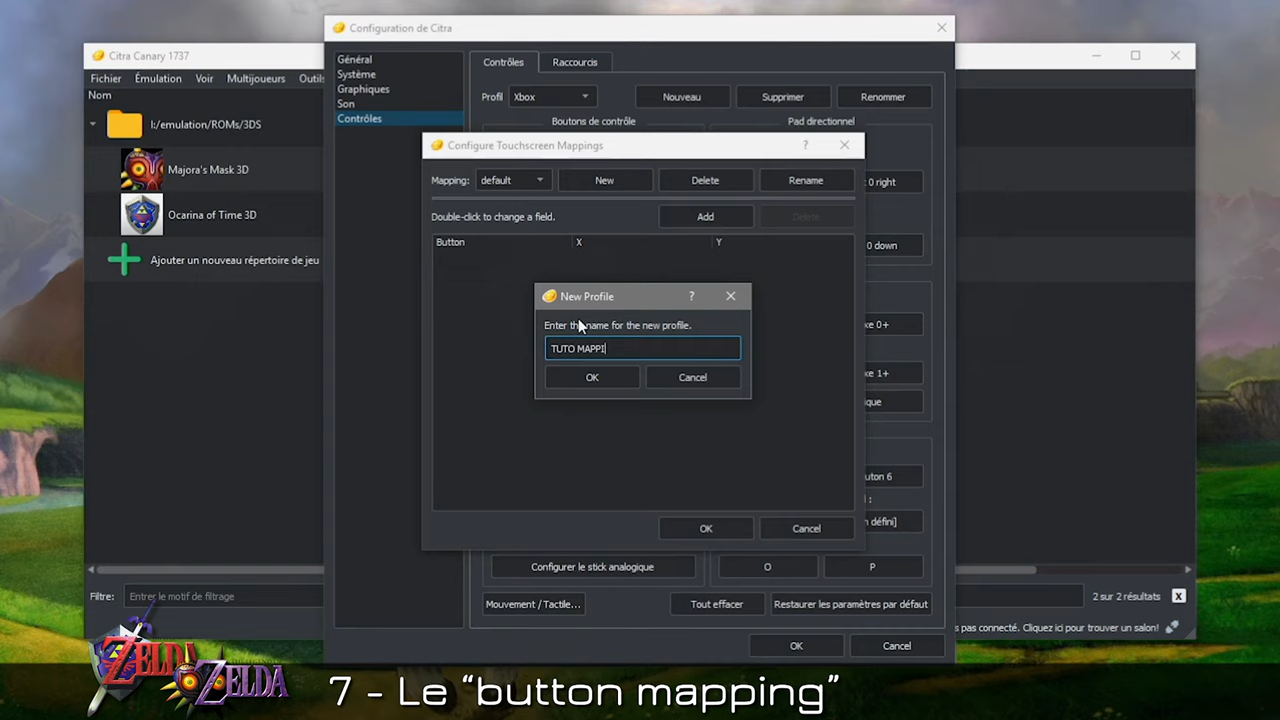 Configuration de Citra
Citra Canary 1737
Fichier Émulation Voir Multijoueurs Outils
Nom
I:/emulation/ROMs/3DS
Majora's Mask 3D
Ocarina of Time 3D
Ajouter un nouveau répertoire de jeu
Général
Système
Graphiques
Son
Contrôles
Contrôles Raccourcis
Profil Xbox Nouveau Supprimer Renommer
Boutons de contrôle Pad directionnel
Configure Touchscreen Mappings ?
Mapping: default New Delete Rename
Double-click to change a field. Add Delete
Button X Y
New Profile ?
Enter the name for the new profile.
TUTO MAPPI
OK Cancel
OK Cancel
0 right
0 down
xe 0+
xe 1+
que
uton 6
:
n défini]
Configurer le stick analogique O P
Mouvement / Tactile... Tout effacer Restaurer les paramètres par défaut
OK Cancel
Filtre: Entrer le motif de filtrage 2 sur 2 résultats X
s pas connecté. Cliquez ici pour trouver un salon!
ZELDA
ZELDA
7 - Le “button mapping”